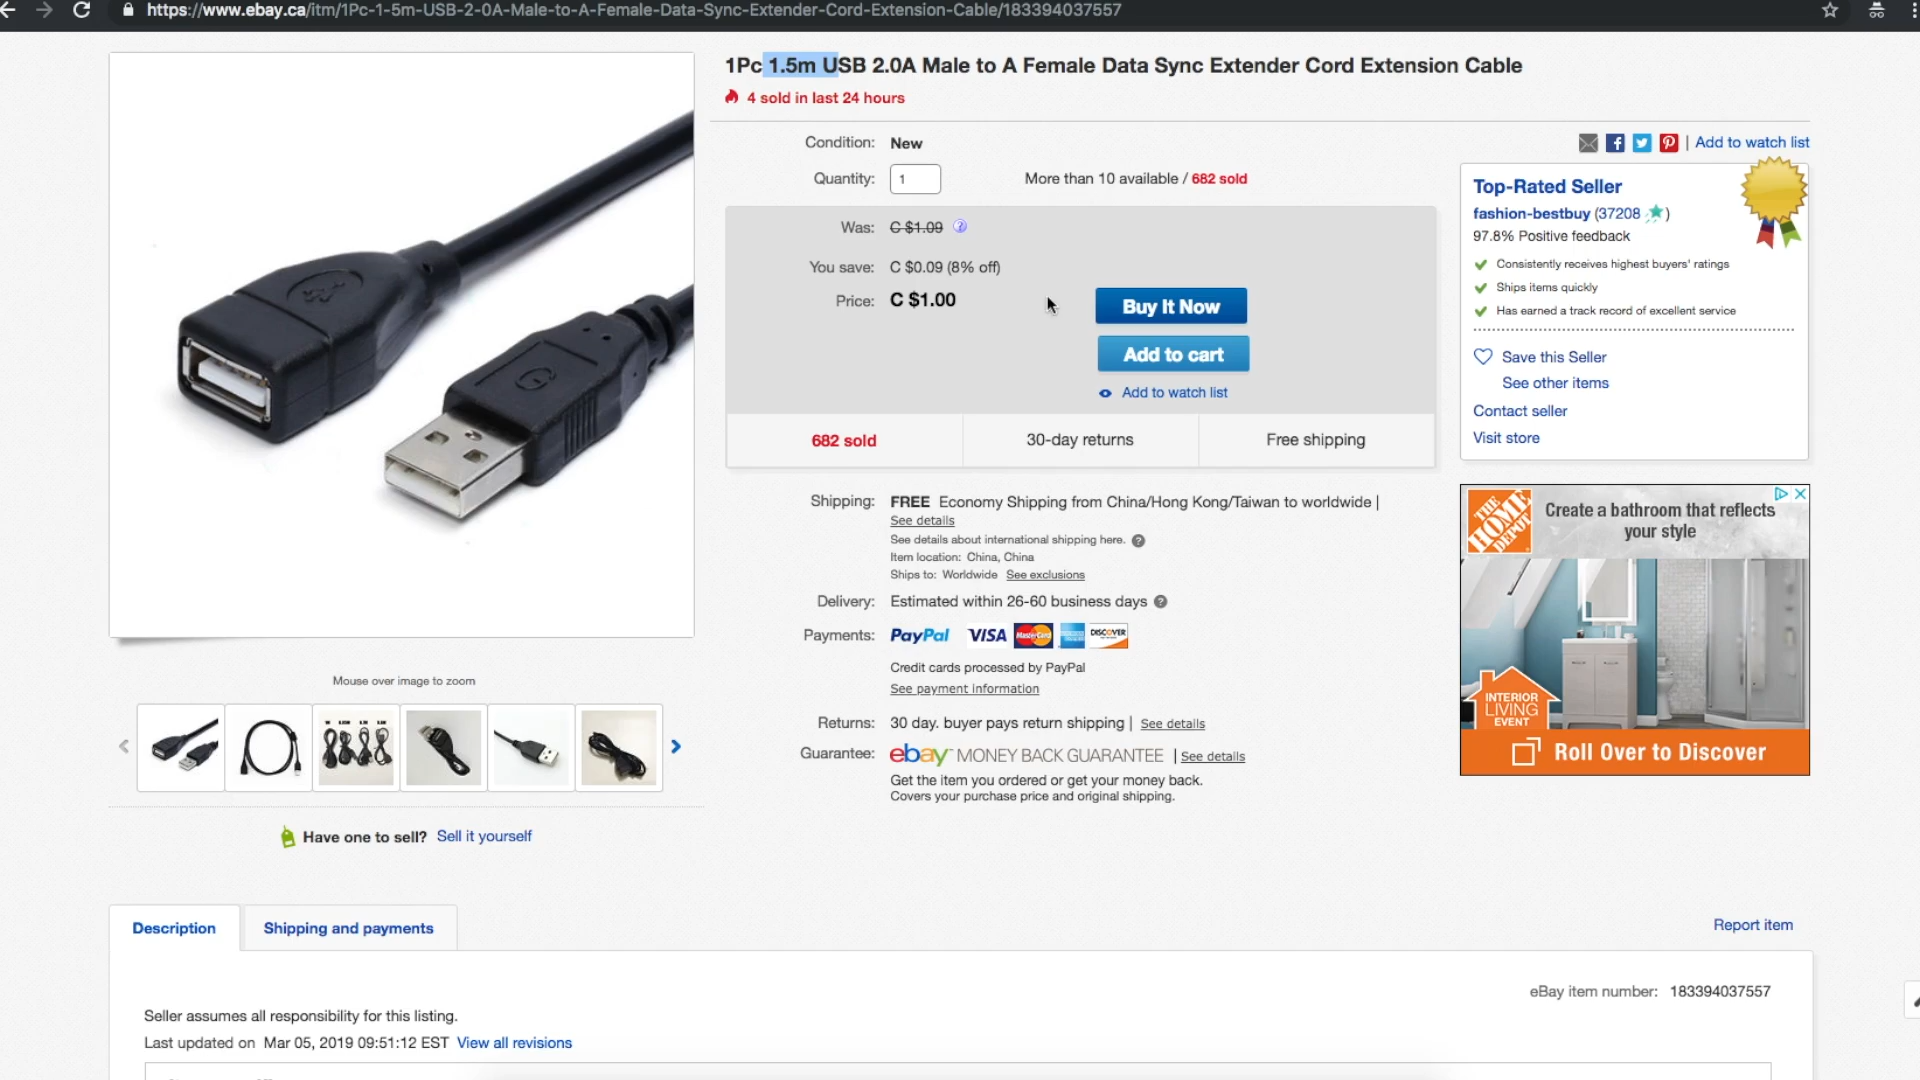 https://www.ebay.ca/itm/1Pc-1-5m-USB-2-0A-Male-to-A-Female-Data-Sync-Extender-Cord-Extension-Cable/183394037557
1Pc 1.5m USB 2.0A Male to A Female Data Sync Extender Cord Extension Cable
4 sold in last 24 hours
Condition: New
Quantity: 1 More than 10 available / 682 sold
Was: C $1.09
You save: C $0.09 (8% off)
Price: C $1.00
Buy It Now
Add to cart
Add to watch list
682 sold 30-day returns Free shipping
Shipping: FREE Economy Shipping from China/Hong Kong/Taiwan to worldwide |
See details
See details about international shipping here.
Item location: China, China
Ships to: Worldwide See exclusions
Delivery: Estimated within 26-60 business days
Payments: PayPal VISA MasterCard DISCOVER
Credit cards processed by PayPal
See payment information
Returns: 30 day. buyer pays return shipping | See details
Guarantee: ebay MONEY BACK GUARANTEE | See details
Get the item you ordered or get your money back.
Covers your purchase price and original shipping.
| Add to watch list
Top-Rated Seller
fashion-bestbuy (37208 )
97.8% Positive feedback
Consistently receives highest buyers' ratings
Ships items quickly
Has earned a track record of excellent service
Save this Seller
See other items
Contact seller
Visit store
THE HOME DEPOT
Create a bathroom that reflects
your style
INTERIOR
LIVING
EVENT
Roll Over to Discover
Mouse over image to zoom
Have one to sell? Sell it yourself
Description Shipping and payments
Report item
eBay item number: 183394037557
Seller assumes all responsibility for this listing.
Last updated on Mar 05, 2019 09:51:12 EST View all revisions